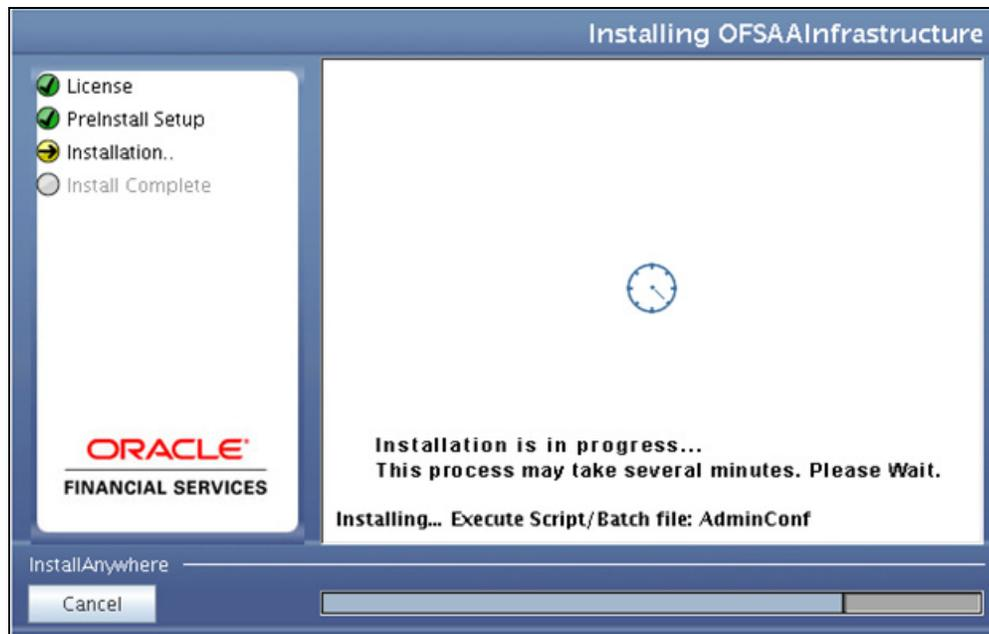 Installing OFSAAInfrastructure
License
PreInstall Setup
Installation..
Install Complete
ORACLE
FINANCIAL SERVICES
Installation is in progress...
This process may take several minutes. Please Wait.
Installing... Execute Script/Batch file: AdminConf
InstallAnywhere
Cancel